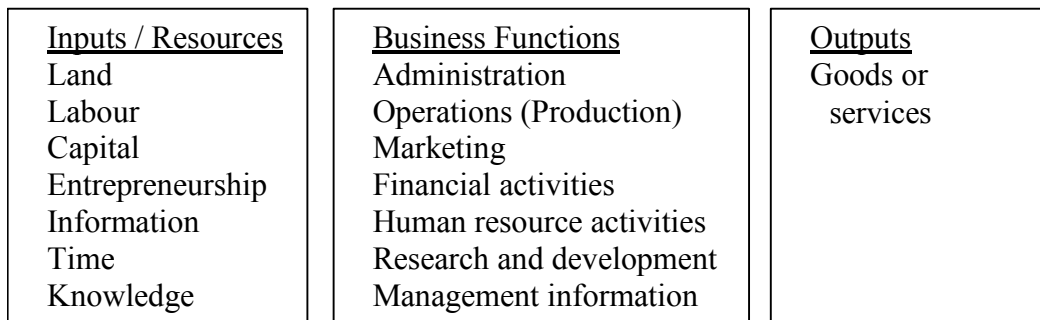 Inputs / Resources
Land
Labour
Capital
Entrepreneurship
Information
Time
Knowledge
Business Functions
Administration
Operations (Production)
Marketing
Financial activities
Human resource activities
Research and development
Management information
Outputs
Goods or
services